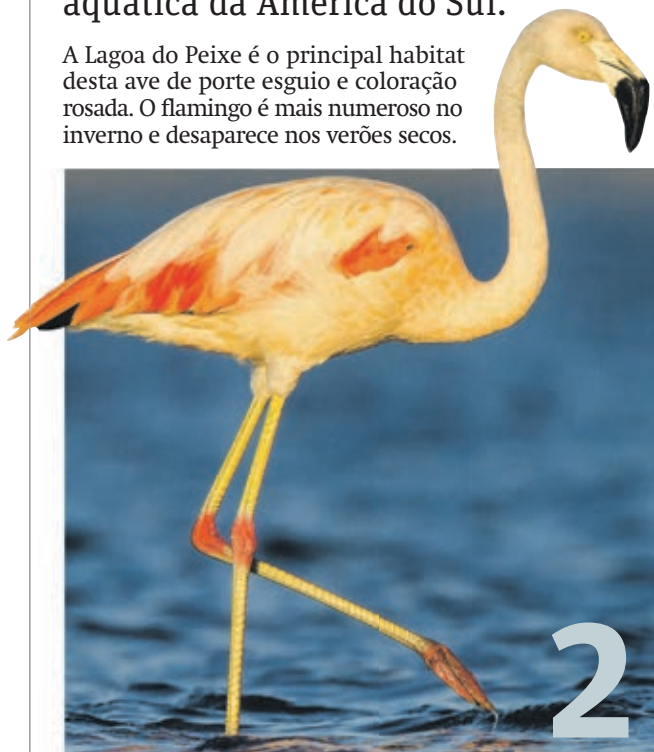 aquática da América do Sul.
A Lagoa do Peixe é o principal habitat
desta ave de porte esguio e coloração
rosada. O flamingo é mais numeroso no
inverno e desaparece nos verões secos.
2